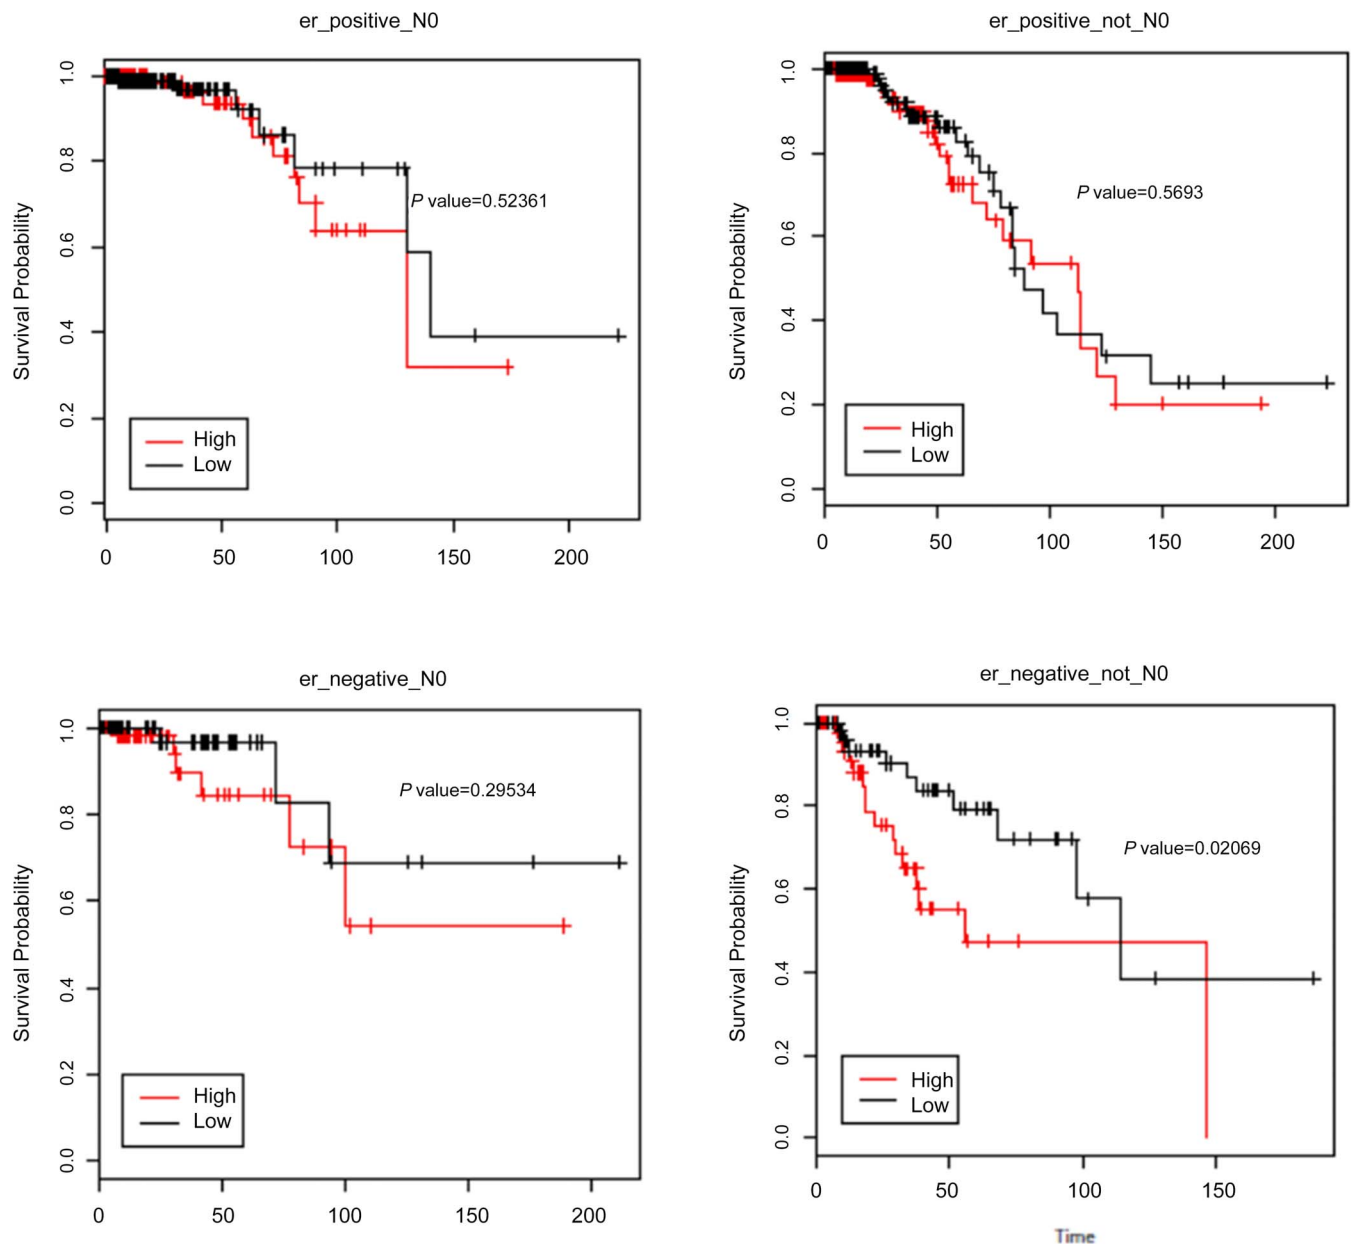 er_positive_N0
1.0
0.8
0.6
0.4
0.2
0.0
Survival Probability
P value=0.52361
High
Low
0 50 100 150 200
er_positive_not_N0
1.0
0.8
0.6
0.4
0.2
0.0
Survival Probability
P value=0.5693
High
Low
0 50 100 150 200
er_negative_N0
1.0
0.8
0.6
0.4
0.2
0.0
Survival Probability
P value=0.29534
High
Low
0 50 100 150 200
er_negative_not_N0
1.0
0.8
0.6
0.4
0.2
0.0
Survival Probability
P value=0.02069
High
Low
0 50 100 150
Time